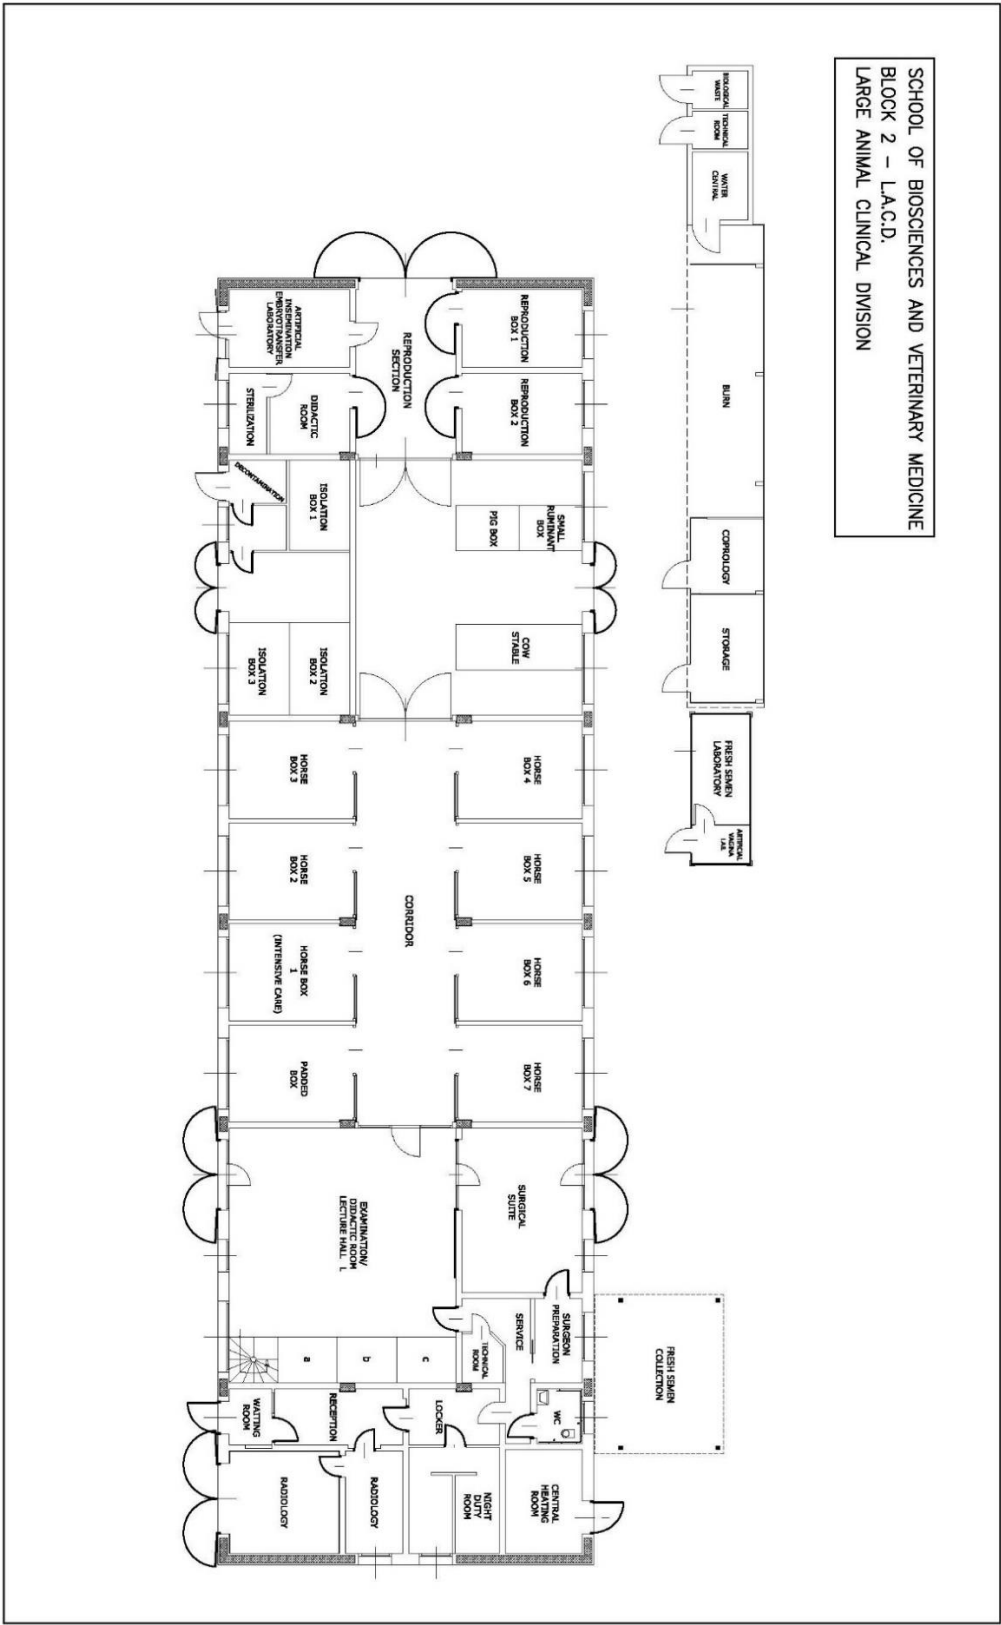 SCHOOL OF BIOSCIENCES AND VETERINARY MEDICINE
BLOCK 2 - L.A.C.D.
LARGE ANIMAL CLINICAL DIVISION
BIOLOGICAL
WASTE
TECHNICAL
ROOM
WATER
CENTRAL
BURN
COPROLOGY
STORAGE
FRESH SEMEN
LABORATORY
ARTIFICIAL
VAGINA
LAB.
REPRODUCTION
BOX 1
REPRODUCTION
BOX 2
SMALL
RUMINANT
BOX
PIG BOX
COW
STABLE
HORSE
BOX 4
HORSE
BOX 5
HORSE
BOX 6
HORSE
BOX 7
SURGICAL
SUITE
SURGEON
PREPARATION
SERVICE
TECHNICAL
ROOM
WC
CENTRAL
HEATING
ROOM
FRESH SEMEN
COLLECTION
REPRODUCTION
SECTION
CORRIDOR
ARTIFICIAL
INSEMINATION
EMBRYOTRANSFER
LABORATORY
DIDACTIC
ROOM
STERILIZATION
DECONTAMINATION
ISOLATION
BOX 1
ISOLATION
BOX 2
ISOLATION
BOX 3
HORSE
BOX 3
HORSE
BOX 2
HORSE BOX
1
(INTENSIVE CARE)
PADDED
BOX
EXAMINATION/
DIDACTIC ROOM
LECTURE HALL L
c
b
a
LOCKER
RECEPTION
WAITING
ROOM
NIGHT
DUTY
ROOM
RADIOLOGY
RADIOLOGY